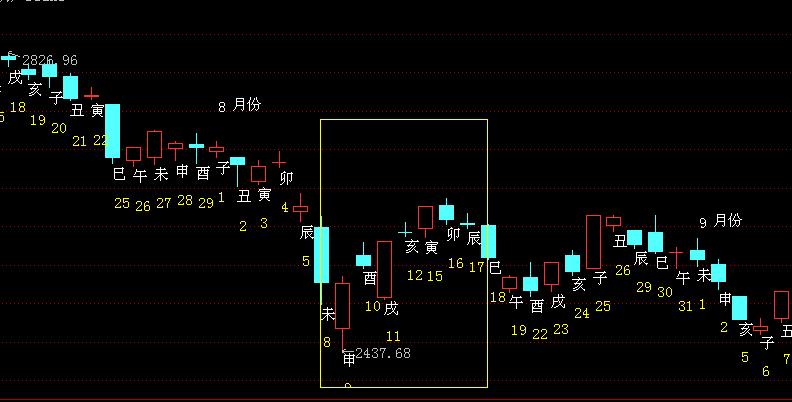 2826.96
戌 亥 子 丑 寅
18 19 20 21 22
8 月份
巳 午 未 申 酉 子 丑 寅 卯 辰
25 26 27 28 29 1 2 3 4 5
未 申 酉 戌 亥 寅 卯 辰 巳
8 9 10 11 12 15 16 17 18
2437.68
午 酉 戌 亥 子 丑 辰 巳 午 未 申 亥 子 丑
19 22 23 24 25 26 29 30 31 1 2 5 6 7
9 月份